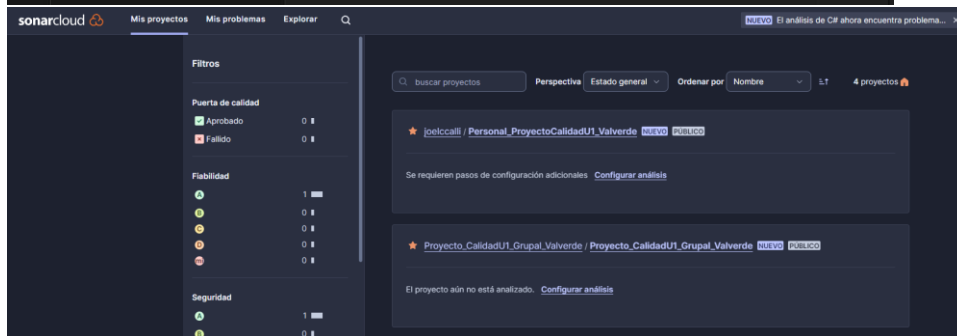 sonarcloud Mis proyectos Mis problemas Explorar NUEVO El análisis de C# ahora encuentra problema...
Filtros
buscar proyectos Perspectiva Estado general Ordenar por Nombre 4 proyectos
Puerta de calidad
Aprobado 0
Fallido 0
joelccalli / Personal_ProyectoCalidadU1_Valverde NUEVO PÚBLICO
Se requieren pasos de configuración adicionales Configurar análisis
Fiabilidad
A 1
B 0
C 0
D 0
0
Proyecto_CalidadU1_Grupal_Valverde / Proyecto_CalidadU1_Grupal_Valverde NUEVO PÚBLICO
El proyecto aún no está analizado. Configurar análisis
Seguridad
A 1
B 0